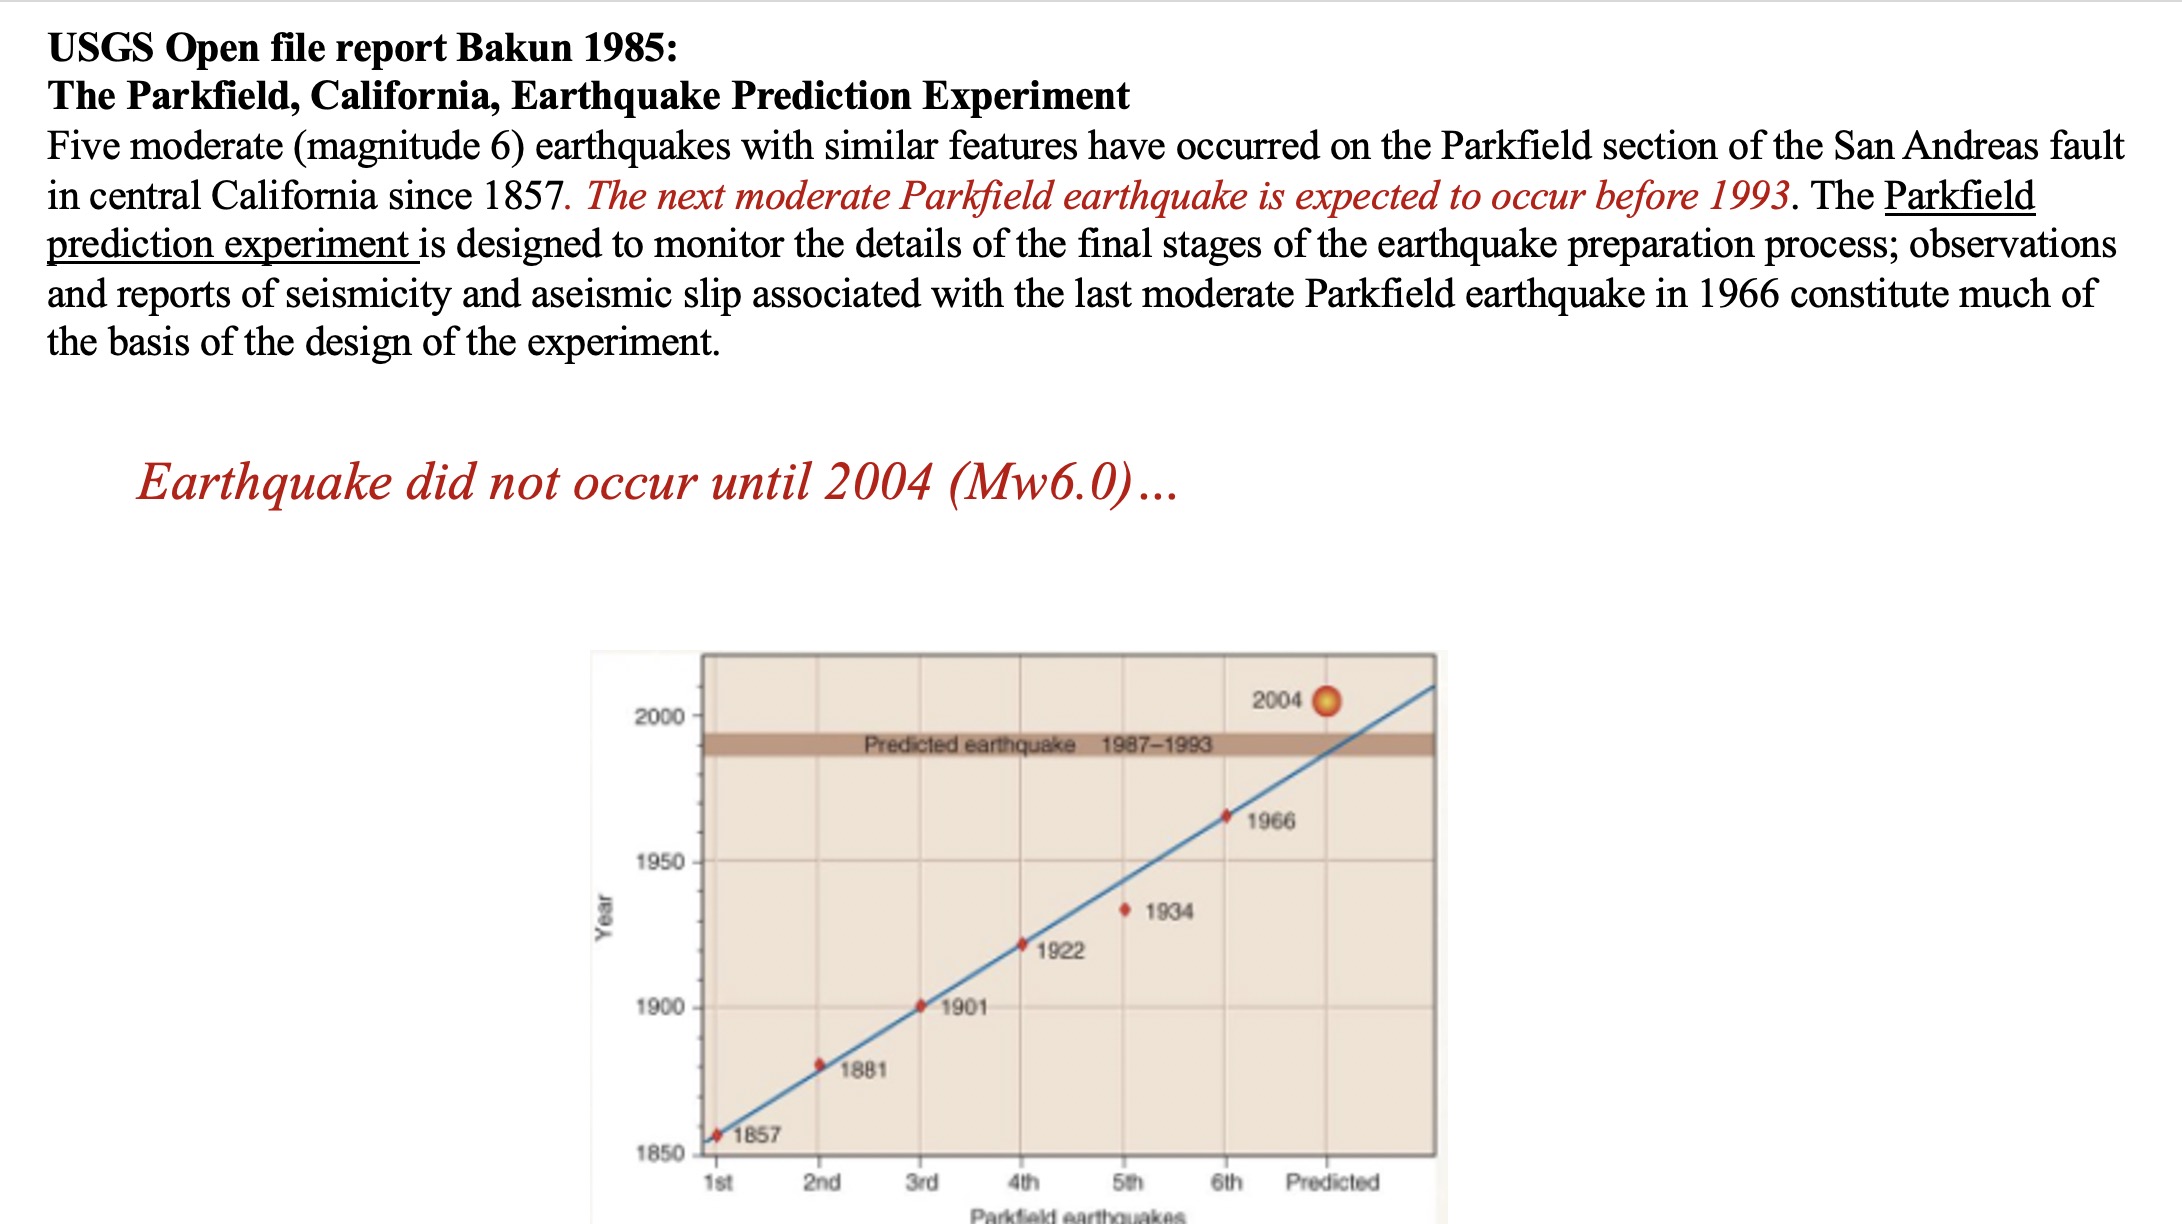 USGS Open file report Bakun 1985:
The Parkfield, California, Earthquake Prediction Experiment
Five moderate (magnitude 6) earthquakes with similar features have occurred on the Parkfield section of the San Andreas fault
in central California since 1857. The next moderate Parkfield earthquake is expected to occur before 1993. The Parkfield
prediction experiment is designed to monitor the details of the final stages of the earthquake preparation process; observations
and reports of seismicity and aseismic slip associated with the last moderate Parkfield earthquake in 1966 constitute much of
the basis of the design of the experiment.
Earthquake did not occur until 2004 (Mw6.0)...
2004
2000
Predicted earthquake 1987–1993
1966
1950
Year
1934
1922
1900
1901
1881
1857
1850
1st 2nd 3rd 4th 5th 6th Predicted
Parkfield earthquakes